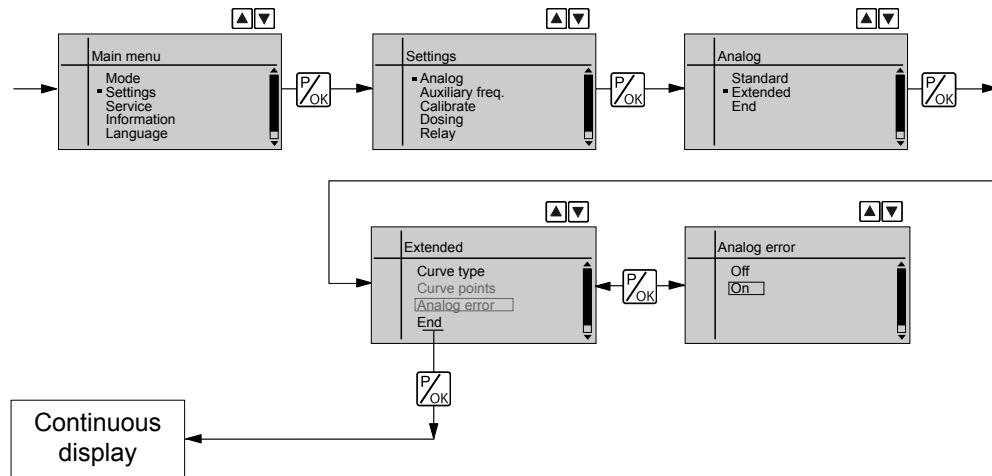 Main menu
Mode
Settings
Service
Information
Language
P/OK
Settings
Analog
Auxiliary freq.
Calibrate
Dosing
Relay
P/OK
Analog
Standard
Extended
End
P/OK
Extended
Curve type
Curve points
Analog error
End
P/OK
Analog error
Off
On
P/OK
Continuous
display